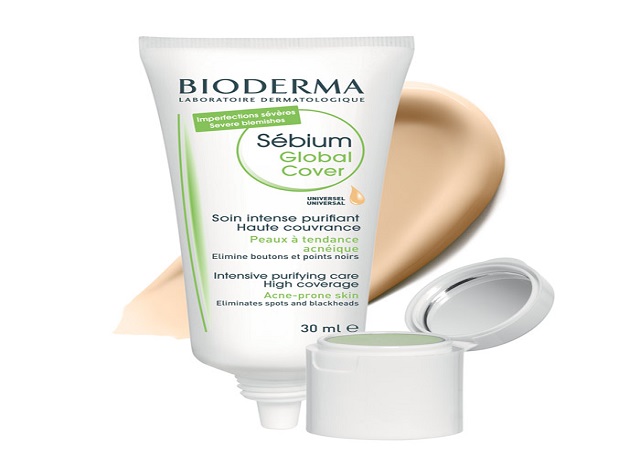 BIODERMA
LABORATOIRE DERMATOLOGIQUE
Imperfections sévères
Severe blemishes
Sébium
Global
Cover
UNIVERSEL
UNIVERSAL
Soin intense purifiant
Haute couvrance
Peaux à tendance
acnéique
Elimine boutons et points noirs
Intensive purifying care
High coverage
Acne-prone skin
Eliminates spots and blackheads
30 ml e